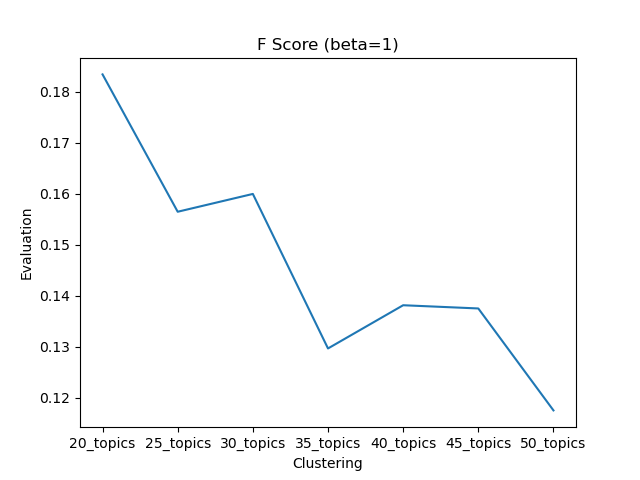 F Score (beta=1)
Evaluation
0.18
0.17
0.16
0.15
0.14
0.13
0.12
20_topics 25_topics 30_topics 35_topics 40_topics 45_topics 50_topics
Clustering